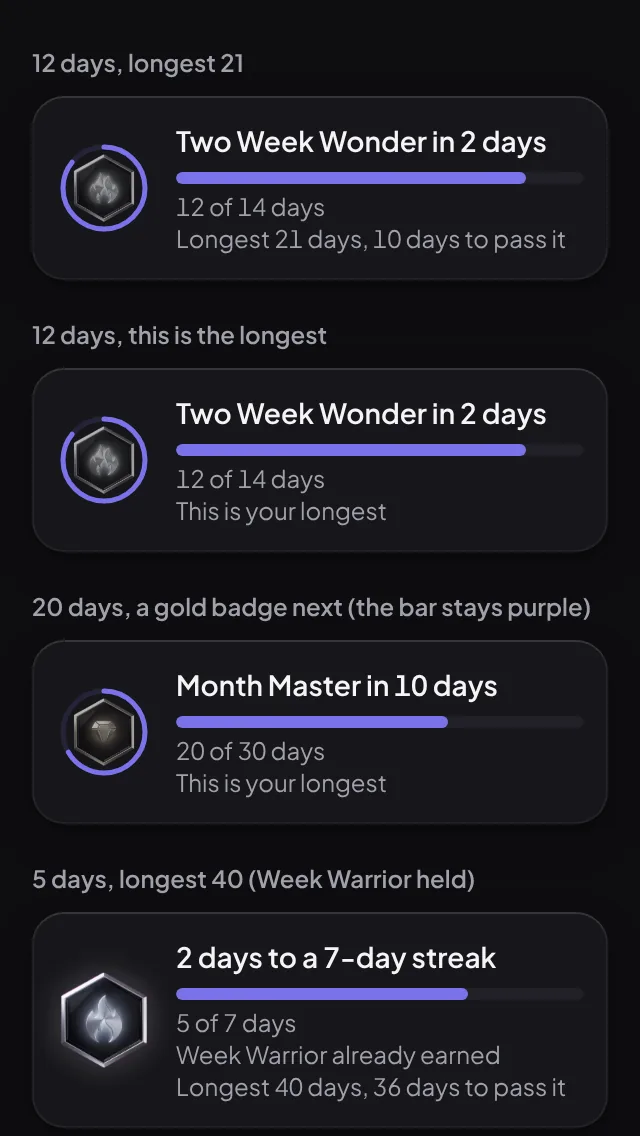 12 days, longest 21
Two Week Wonder in 2 days
12 of 14 days
Longest 21 days, 10 days to pass it
12 days, this is the longest
Two Week Wonder in 2 days
12 of 14 days
This is your longest
20 days, a gold badge next (the bar stays purple)
Month Master in 10 days
20 of 30 days
This is your longest
5 days, longest 40 (Week Warrior held)
2 days to a 7-day streak
5 of 7 days
Week Warrior already earned
Longest 40 days, 36 days to pass it